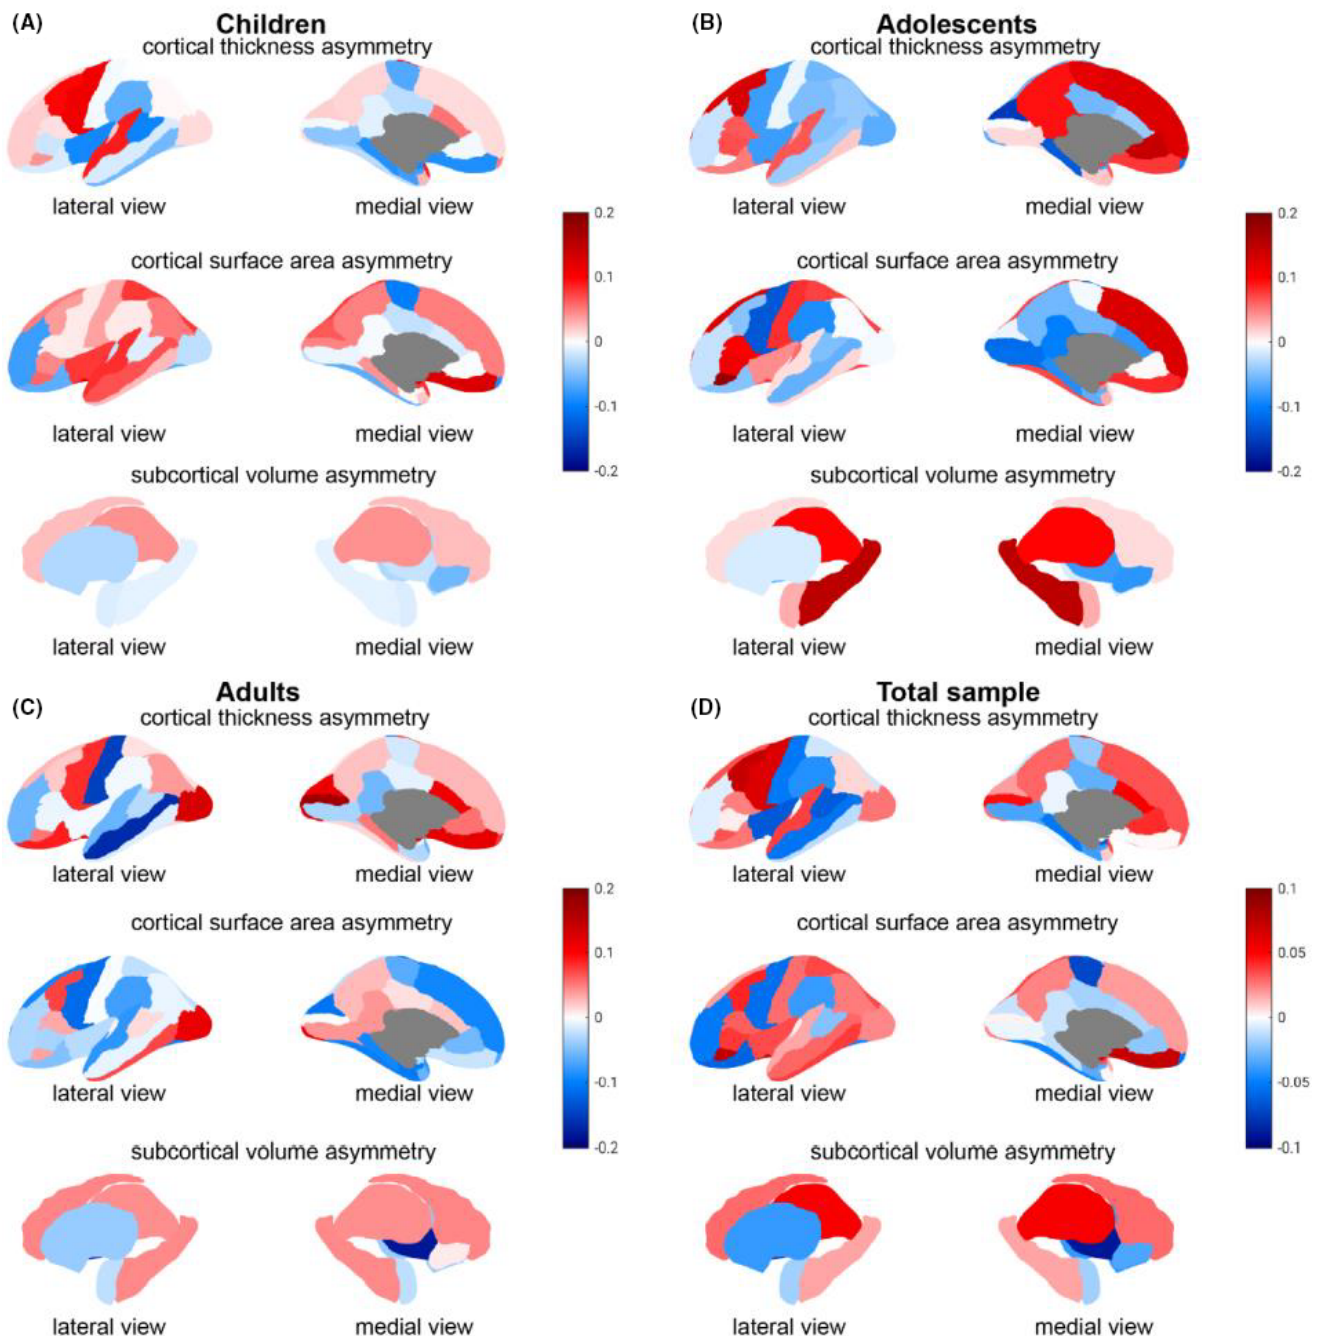 (A)
Children
cortical thickness asymmetry
lateral view
medial view
cortical surface area asymmetry
lateral view
medial view
subcortical volume asymmetry
lateral view
medial view
0.2
0.1
0
-0.1
-0.2
(B)
Adolescents
cortical thickness asymmetry
lateral view
medial view
cortical surface area asymmetry
lateral view
medial view
subcortical volume asymmetry
lateral view
medial view
0.2
0.1
0
-0.1
-0.2
(C)
Adults
cortical thickness asymmetry
lateral view
medial view
cortical surface area asymmetry
lateral view
medial view
subcortical volume asymmetry
lateral view
medial view
0.2
0.1
0
-0.1
-0.2
(D)
Total sample
cortical thickness asymmetry
lateral view
medial view
cortical surface area asymmetry
lateral view
medial view
subcortical volume asymmetry
lateral view
medial view
0.1
0.05
0
-0.05
-0.1